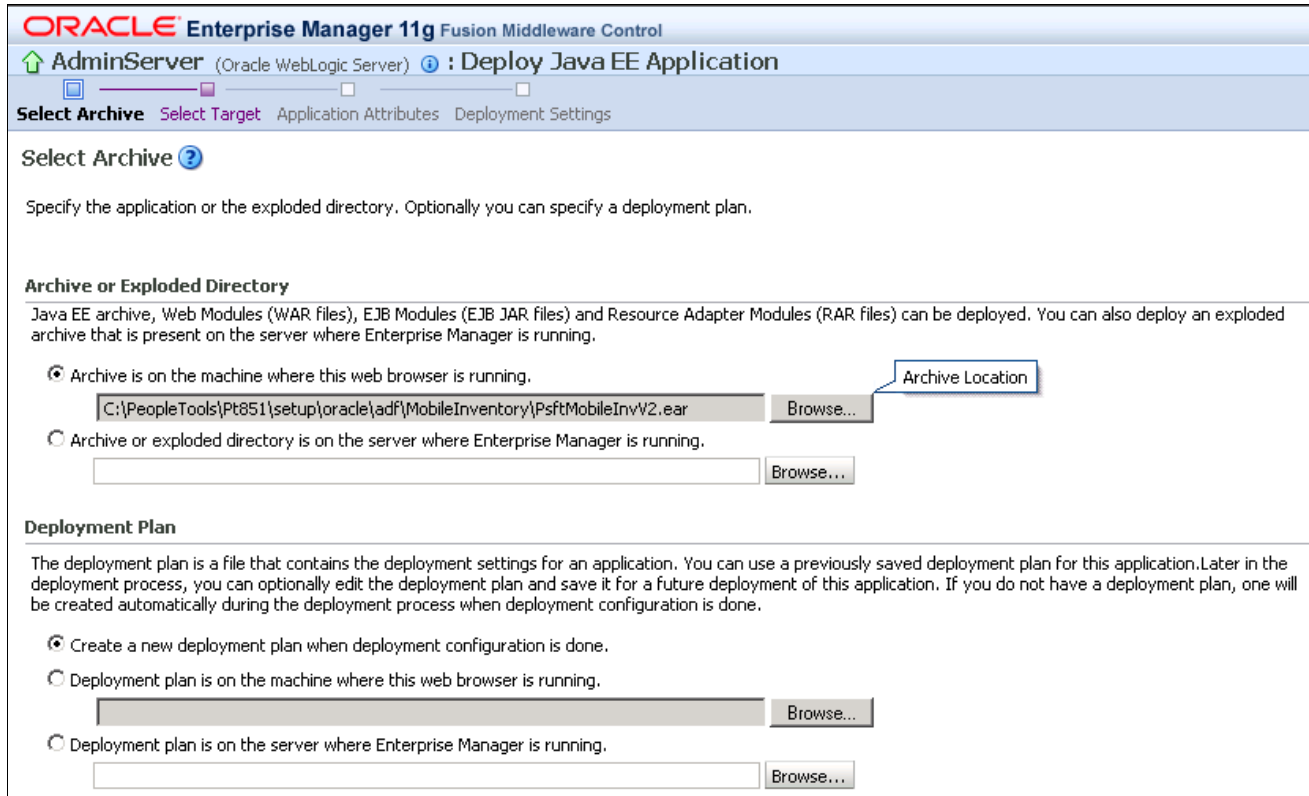 ORACLE Enterprise Manager 11g Fusion Middleware Control
AdminServer (Oracle WebLogic Server) : Deploy Java EE Application
Select Archive Select Target Application Attributes Deployment Settings
Select Archive
Specify the application or the exploded directory. Optionally you can specify a deployment plan.
Archive or Exploded Directory
Java EE archive, Web Modules (WAR files), EJB Modules (EJB JAR files) and Resource Adapter Modules (RAR files) can be deployed. You can also deploy an exploded
archive that is present on the server where Enterprise Manager is running.
Archive is on the machine where this web browser is running.
Archive Location
C:\PeopleTools\Pt851\setup\oracle\adf\MobileInventory\PsftMobileInvV2.ear Browse...
Archive or exploded directory is on the server where Enterprise Manager is running.
Browse...
Deployment Plan
The deployment plan is a file that contains the deployment settings for an application. You can use a previously saved deployment plan for this application.Later in the
deployment process, you can optionally edit the deployment plan and save it for a future deployment of this application. If you do not have a deployment plan, one will
be created automatically during the deployment process when deployment configuration is done.
Create a new deployment plan when deployment configuration is done.
Deployment plan is on the machine where this web browser is running.
Browse...
Deployment plan is on the server where Enterprise Manager is running.
Browse...